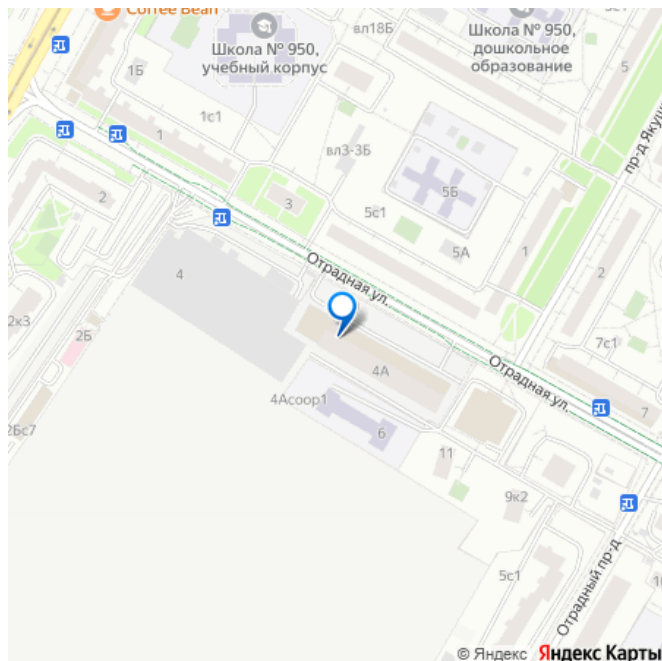 Coffee Bean
Школа № 950,
учебный корпус
вл18Б
Школа № 950,
дошкольное
образование
5
1Б
1с1
1
вл3-3Б
пр-д
5Б
2
3
5с1
5А
1
2
4
Отрадная ул.
2к3
2Б
7с1
4А
Отрадная ул.
4Асоор1
6
7
2Бс7
11
9к2
5с1
Отрадный пр-д
© Яндекс Яндекс Карты